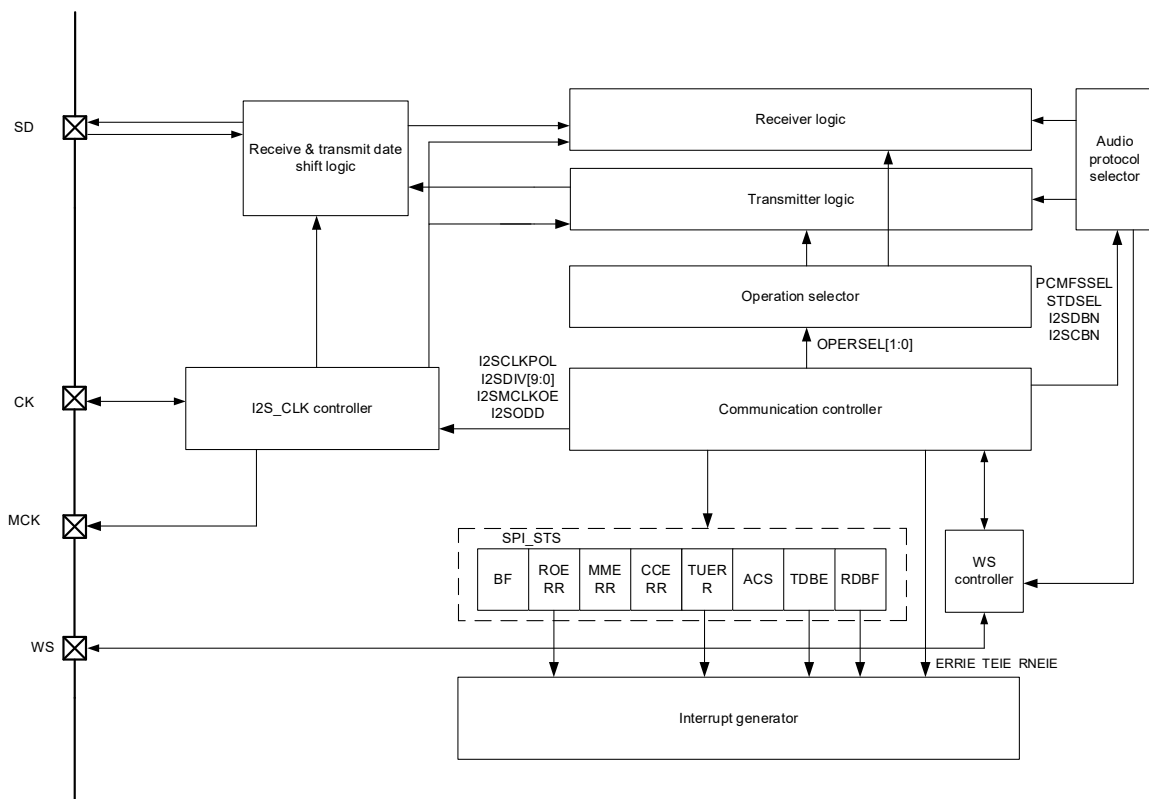 SD
Receive & transmit date
shift logic
Receiver logic
Audio
protocol
selector
Transmitter logic
Operation selector
PCMFSSEL
STDSEL
I2SDBN
I2SCBN
OPERSEL[1:0]
I2SCLKPOL
I2SDIV[9:0]
I2SMCLKOE
I2SODD
CK
I2S_CLK controller
Communication controller
MCK
SPI_STS
BF
ROE
RR
MME
RR
CCE
RR
TUER
R
ACS
TDBE
RDBF
WS
controller
WS
ERRIE TEIE RNEIE
Interrupt generator